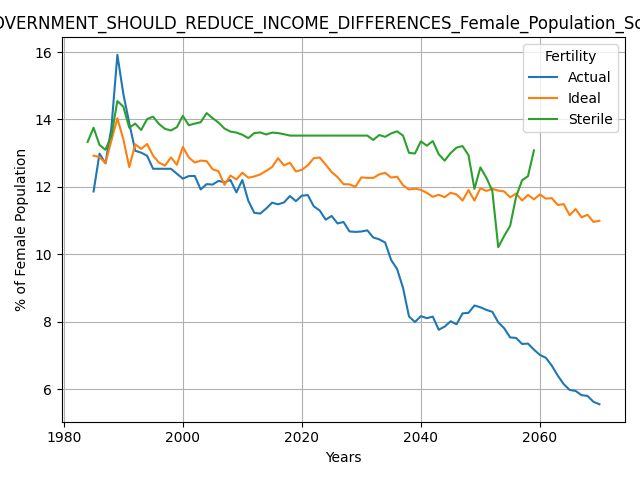 OVERNMENT_SHOULD_REDUCE_INCOME_DIFFERENCES_Female_Population_So
Fertility
Actual
Ideal
Sterile
% of Female Population
16
14
12
10
8
6
1980
2000
2020
2040
2060
Years